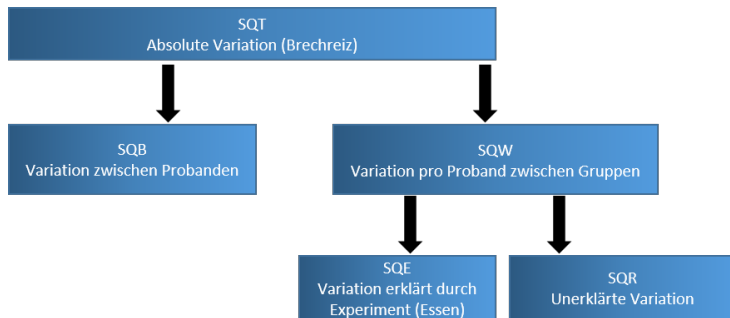 SQT
Absolute Variation (Brechreiz)
SQB
Variation zwischen Probanden
SQW
Variation pro Proband zwischen Gruppen
SQE
Variation erklärt durch
Experiment (Essen)
SQR
Unerklärte Variation